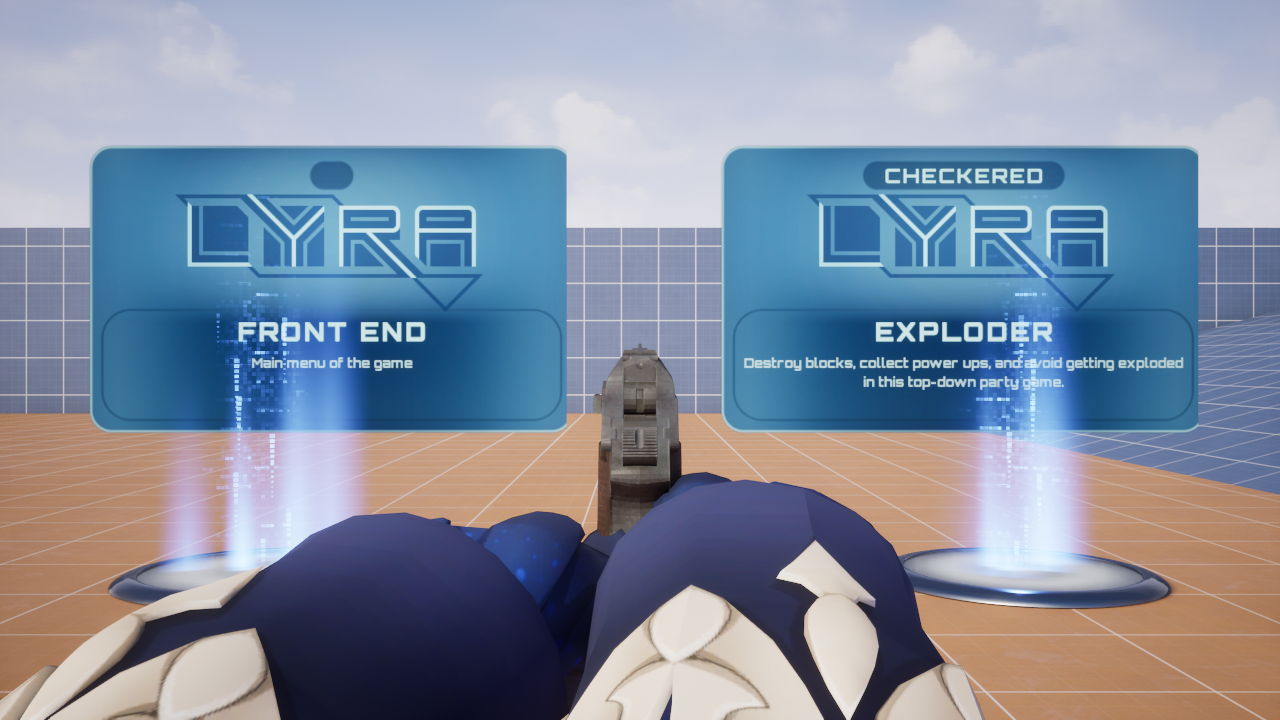 LYRA
FRONT END
Main menu of the game
CHECKERED
LYRA
EXPLODER
Destroy blocks, collect power ups, and avoid getting exploded
in this top-down party game.